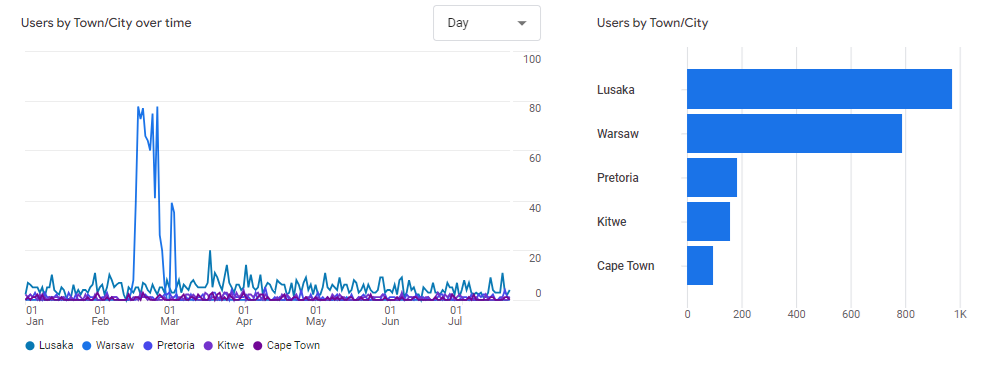 Users by Town/City over time
Day
100
80
60
40
20
0
01 Jan
01 Feb
01 Mar
01 Apr
01 May
01 Jun
01 Jul
Lusaka Warsaw Pretoria Kitwe Cape Town
Users by Town/City
Lusaka
Warsaw
Pretoria
Kitwe
Cape Town
0 200 400 600 800 1K